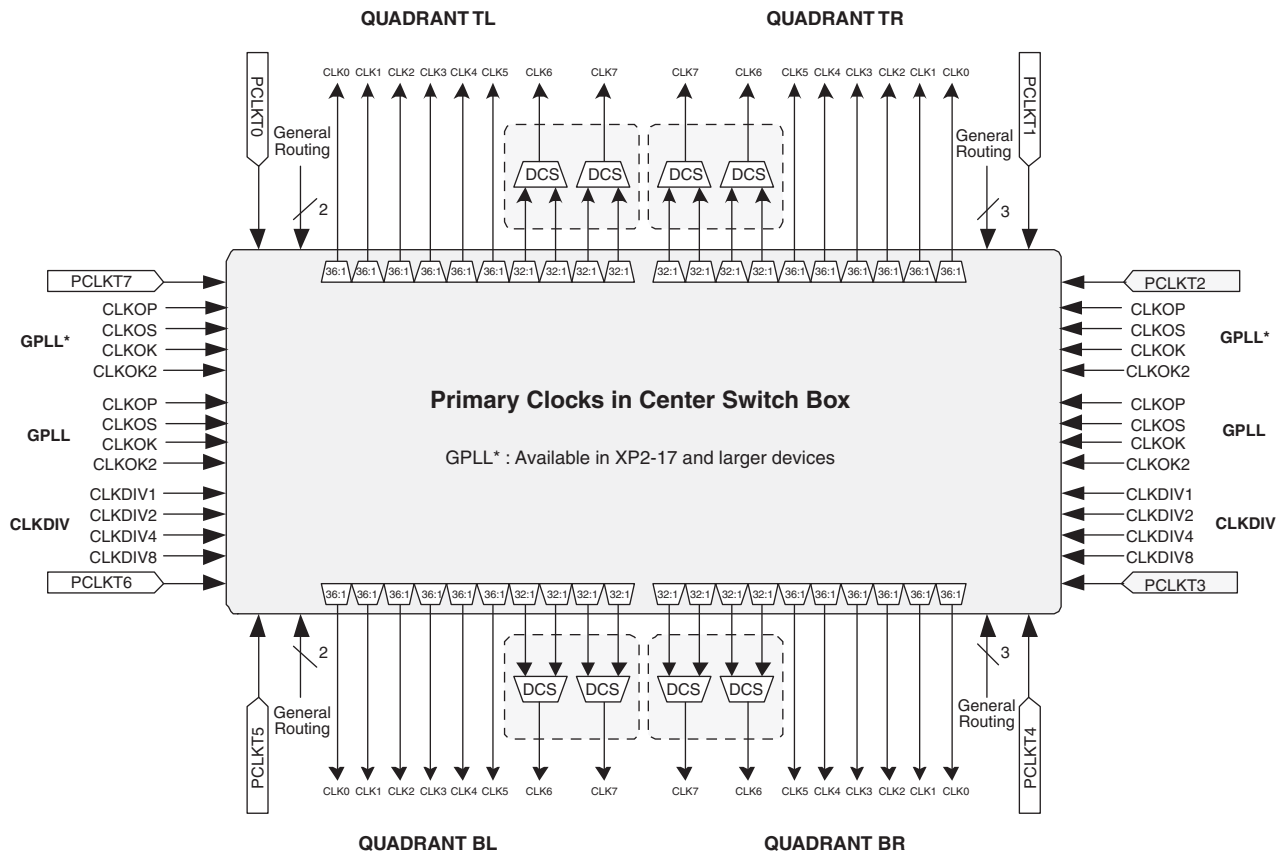 QUADRANT TL
QUADRANT TR
CLK0 CLK1 CLK2 CLK3 CLK4 CLK5 CLK6 CLK7
CLK7 CLK6 CLK5 CLK4 CLK3 CLK2 CLK1 CLK0
PCLKT0
General
Routing
2
DCS DCS
DCS DCS
General
Routing
3
PCLKT1
36:1 36:1 36:1 36:1 36:1 36:1 32:1 32:1 32:1 32:1
32:1 32:1 32:1 32:1 36:1 36:1 36:1 36:1 36:1 36:1
PCLKT7
GPLL*
CLKOP
CLKOS
CLKOK
CLKOK2
GPLL
CLKOP
CLKOS
CLKOK
CLKOK2
CLKDIV
CLKDIV1
CLKDIV2
CLKDIV4
CLKDIV8
PCLKT6
Primary Clocks in Center Switch Box
GPLL* : Available in XP2-17 and larger devices
PCLKT2
CLKOP
CLKOS
CLKOK
CLKOK2
GPLL*
CLKOP
CLKOS
CLKOK
CLKOK2
GPLL
CLKDIV1
CLKDIV2
CLKDIV4
CLKDIV8
CLKDIV
PCLKT3
36:1 36:1 36:1 36:1 36:1 36:1 32:1 32:1 32:1 32:1
32:1 32:1 32:1 32:1 36:1 36:1 36:1 36:1 36:1 36:1
PCLKT5
2
General
Routing
DCS DCS
DCS DCS
3
General
Routing
PCLKT4
CLK0 CLK1 CLK2 CLK3 CLK4 CLK5 CLK6 CLK7
CLK7 CLK6 CLK5 CLK4 CLK3 CLK2 CLK1 CLK0
QUADRANT BL
QUADRANT BR